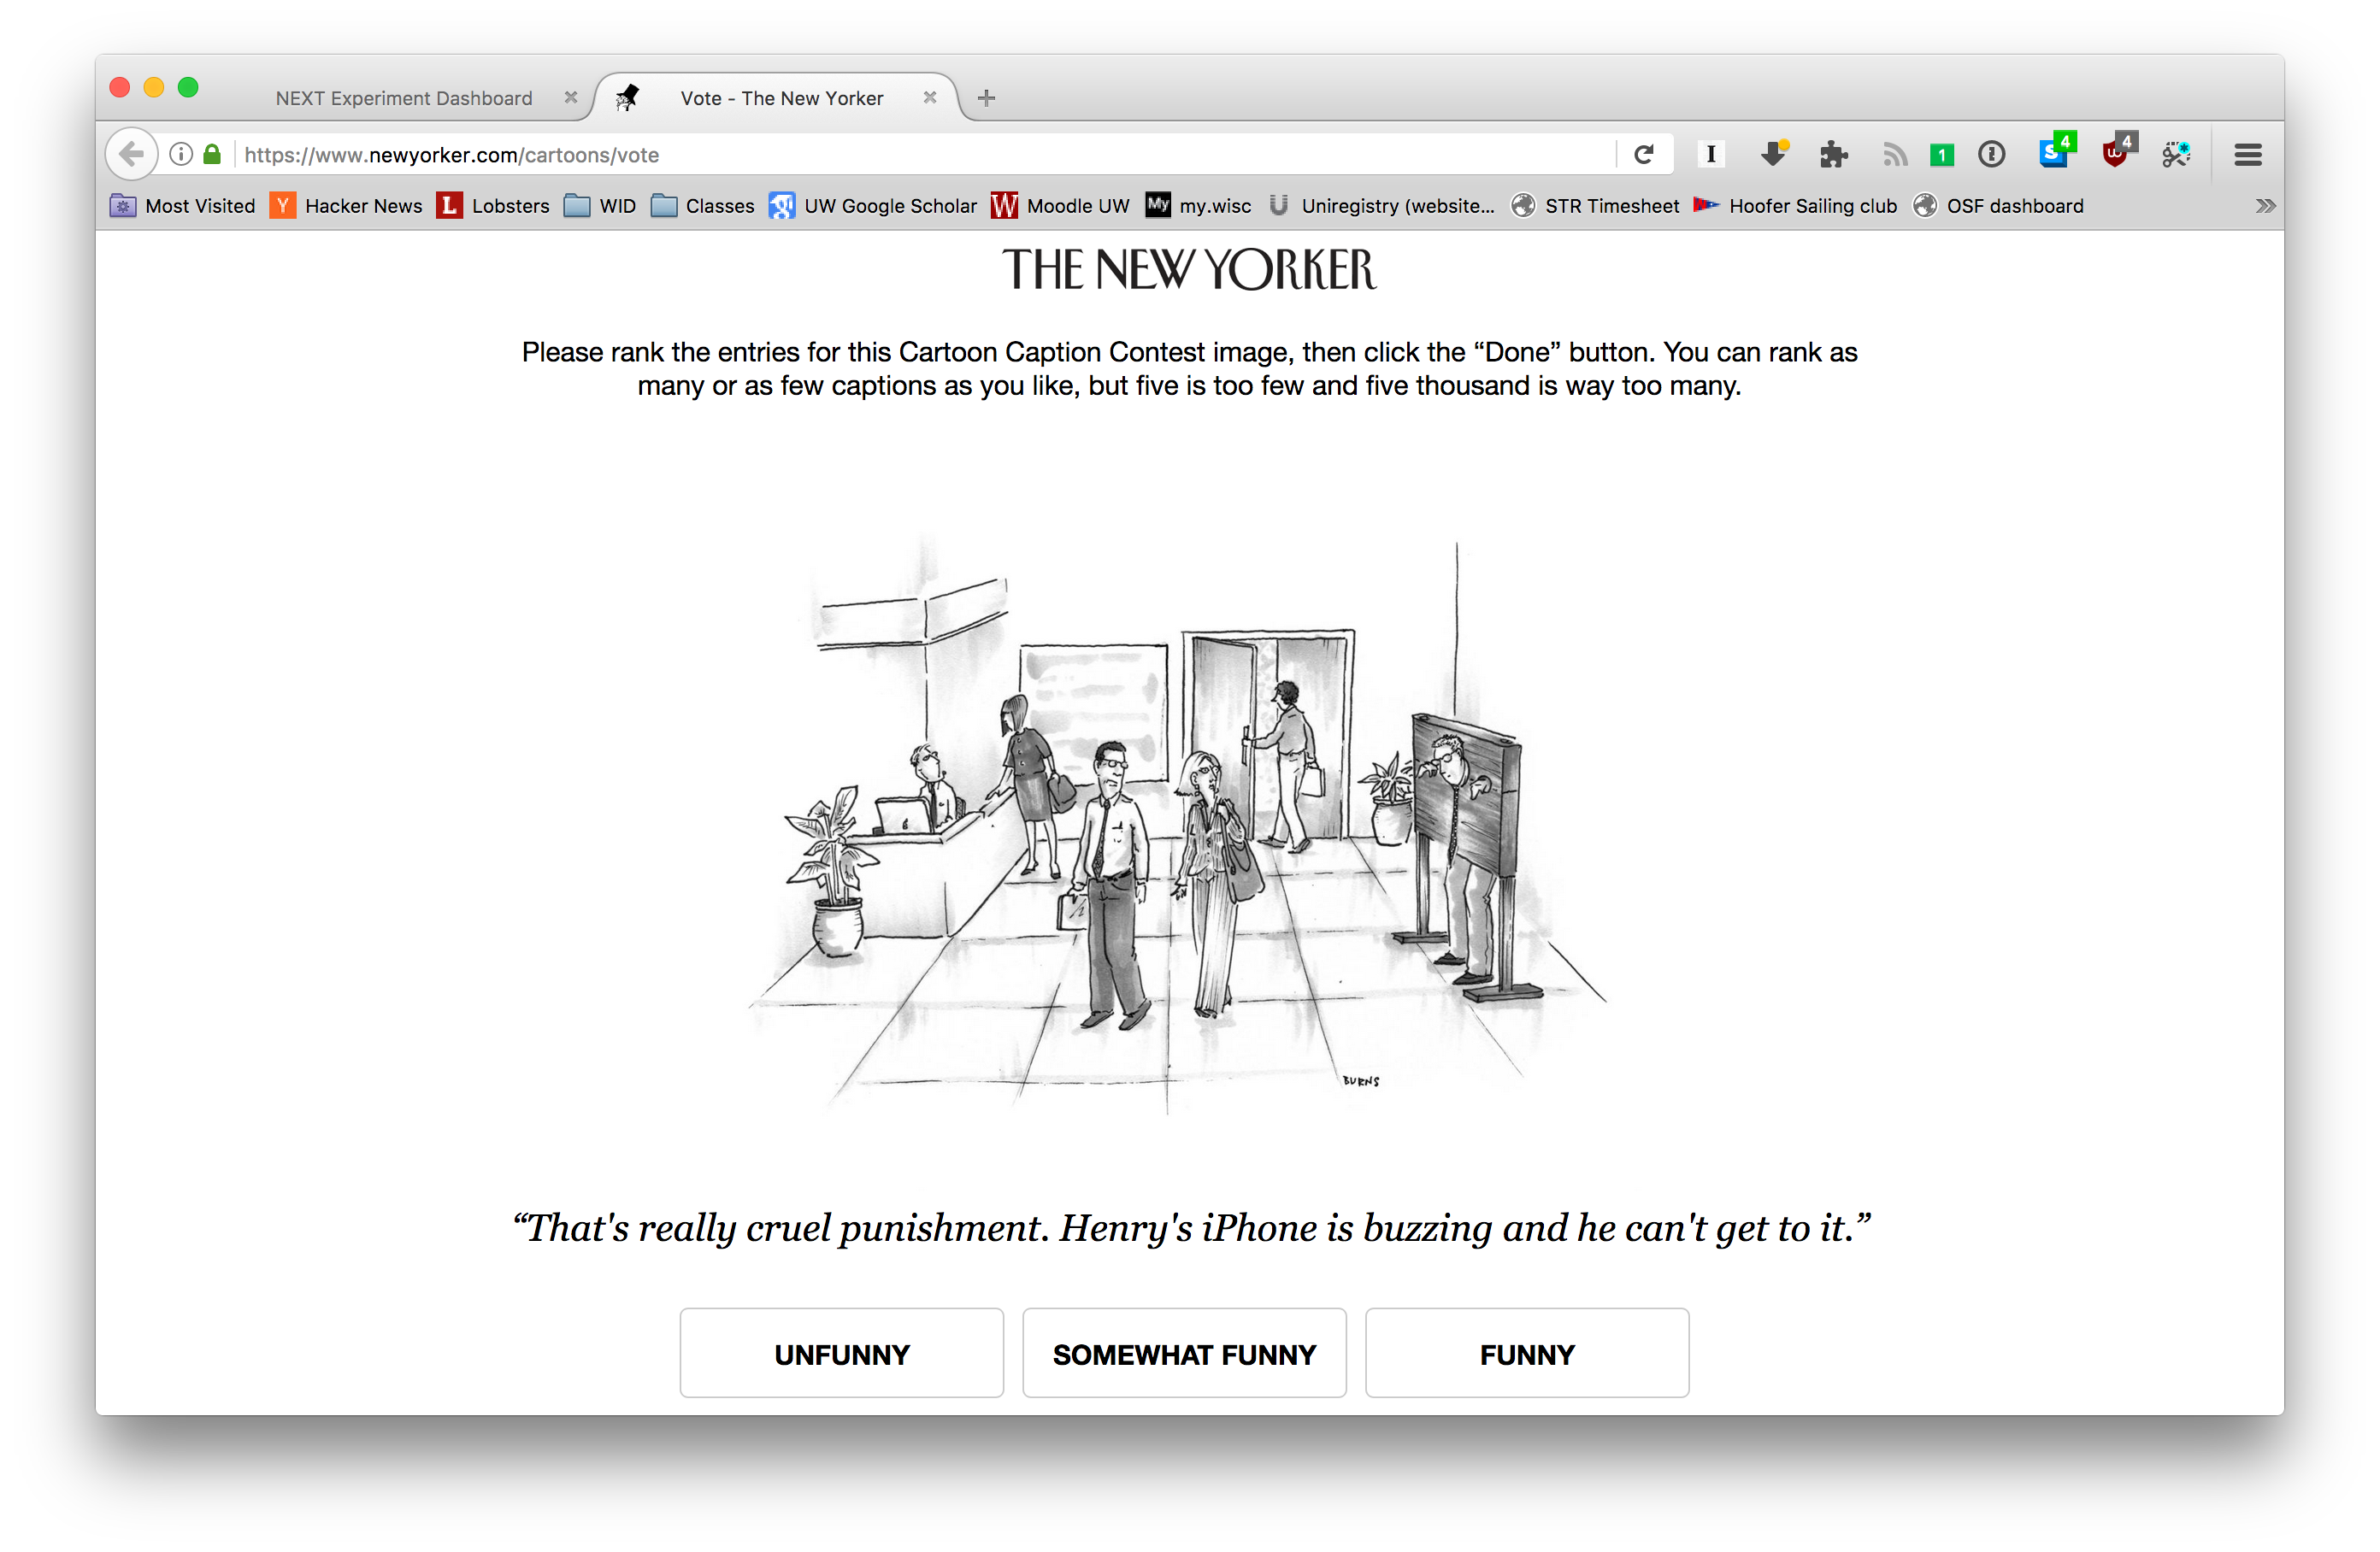 NEXT Experiment Dashboard
Vote - The New Yorker
https://www.newyorker.com/cartoons/vote
I
1
S
4
4
Most Visited
Y Hacker News
L Lobsters
WID
Classes
g UW Google Scholar
W Moodle UW
My my.wisc
U Uniregistry (website...
STR Timesheet
Hoofer Sailing club
OSF dashboard
THE NEW YORKER
Please rank the entries for this Cartoon Caption Contest image, then click the “Done” button. You can rank as
many or as few captions as you like, but five is too few and five thousand is way too many.
BURNS
“That's really cruel punishment. Henry's iPhone is buzzing and he can't get to it.”
UNFUNNY
SOMEWHAT FUNNY
FUNNY